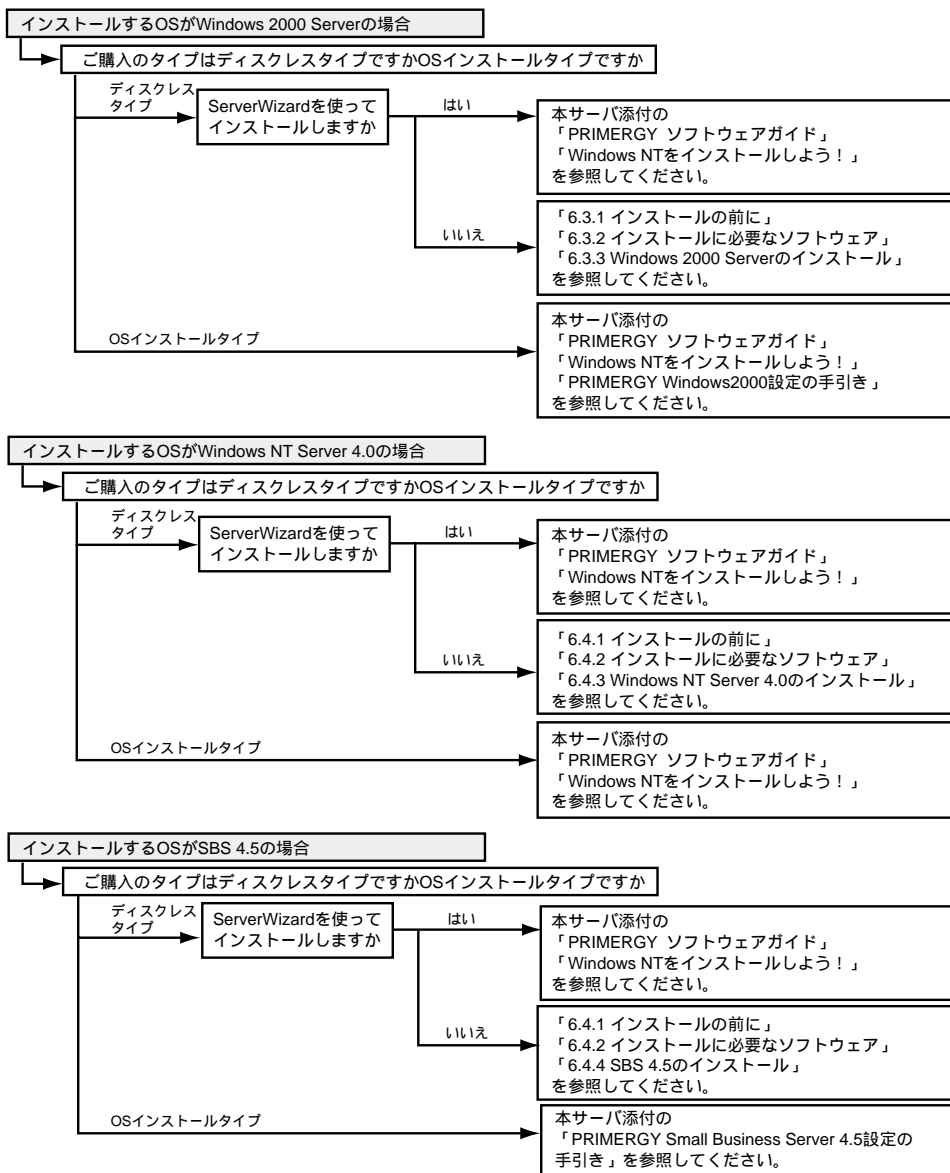 インストールするOSがWindows 2000 Serverの場合
ご購入のタイプはディスクレスタイプですかOSインストールタイプですか
ディスクレス
タイプ
ServerWizardを使って
インストールしますか
はい
本サーバ添付の
「PRIMERGY ソフトウェアガイド」
「Windows NTをインストールしよう！」
を参照してください。
いいえ
「6.3.1 インストールの前に」
「6.3.2 インストールに必要なソフトウェア」
「6.3.3 Windows 2000 Serverのインストール」
を参照してください。
OSインストールタイプ
本サーバ添付の
「PRIMERGY ソフトウェアガイド」
「Windows NTをインストールしよう！」
「PRIMERGY Windows2000設定の手引き」
を参照してください。
インストールするOSがWindows NT Server 4.0の場合
ご購入のタイプはディスクレスタイプですかOSインストールタイプですか
ディスクレス
タイプ
ServerWizardを使って
インストールしますか
はい
本サーバ添付の
「PRIMERGY ソフトウェアガイド」
「Windows NTをインストールしよう！」
を参照してください。
いいえ
「6.4.1 インストールの前に」
「6.4.2 インストールに必要なソフトウェア」
「6.4.3 Windows NT Server 4.0のインストール」
を参照してください。
OSインストールタイプ
本サーバ添付の
「PRIMERGY ソフトウェアガイド」
「Windows NTをインストールしよう！」
を参照してください。
インストールするOSがSBS 4.5の場合
ご購入のタイプはディスクレスタイプですかOSインストールタイプですか
ディスクレス
タイプ
ServerWizardを使って
インストールしますか
はい
本サーバ添付の
「PRIMERGY ソフトウェアガイド」
「Windows NTをインストールしよう！」
を参照してください。
いいえ
「6.4.1 インストールの前に」
「6.4.2 インストールに必要なソフトウェア」
「6.4.4 SBS 4.5のインストール」
を参照してください。
OSインストールタイプ
本サーバ添付の
「PRIMERGY Small Business Server 4.5設定の
手引き」を参照してください。